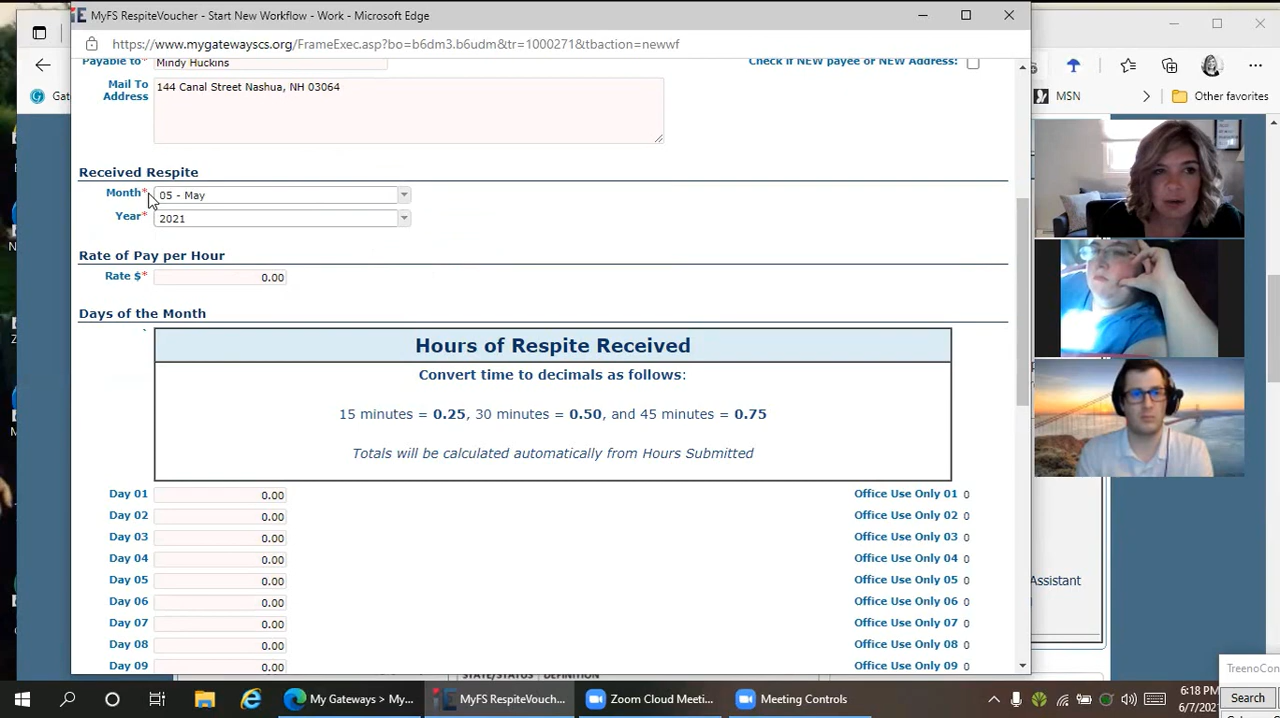 MyFS RespiteVoucher - Start New Workflow - Work - Microsoft Edge
https://www.mygatewayscs.org/FrameExec.asp?bo=b6dm3.b6udm&tr=1000271&tbaction=newwf
Payable to* Mindy Huckins Check if NEW payee or NEW Address:
Mail To Address 144 Canal Street Nashua, NH 03064
Gat
MSN
Other favorites
Received Respite
Month* 05 - May
Year* 2021
Rate of Pay per Hour
Rate $* 0.00
Days of the Month
Hours of Respite Received
Convert time to decimals as follows:
15 minutes = 0.25, 30 minutes = 0.50, and 45 minutes = 0.75
Totals will be calculated automatically from Hours Submitted
Day 01 0.00 Office Use Only 01 0
Day 02 0.00 Office Use Only 02 0
Day 03 0.00 Office Use Only 03 0
Day 04 0.00 Office Use Only 04 0
Day 05 0.00 Office Use Only 05 0
Assistant
Day 06 0.00 Office Use Only 06 0
Day 07 0.00 Office Use Only 07 0
Day 08 0.00 Office Use Only 08 0
Day 09 0.00 Office Use Only 09 0
STATE/STATUS DEFINITION
TreenoCon
My Gateways > My...
MyFS RespiteVouch...
Zoom Cloud Meeti...
Meeting Controls
6:18 PM
6/7/202
Search